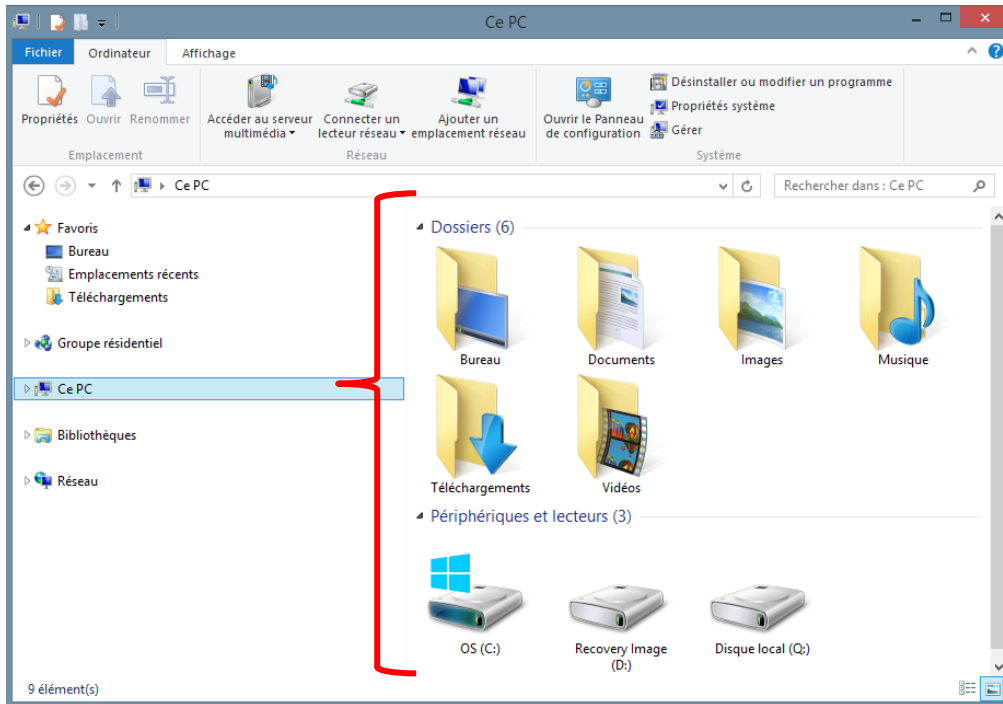 Ce PC
Fichier Ordinateur Affichage
Propriétés Ouvrir Renommer
Accéder au serveur multimédia
Connecter un lecteur réseau
Ajouter un emplacement réseau
Ouvrir le Panneau de configuration
Désinstaller ou modifier un programme
Propriétés système
Gérer
Emplacement Réseau Système
Ce PC Rechercher dans : Ce PC
Favoris
Bureau
Emplacements récents
Téléchargements
Groupe résidentiel
Ce PC
Bibliothèques
Réseau
Dossiers (6)
Bureau Documents Images Musique
Téléchargements Vidéos
Périphériques et lecteurs (3)
OS (C:)
Recovery Image
(D:)
Disque local (Q:)
9 élément(s)